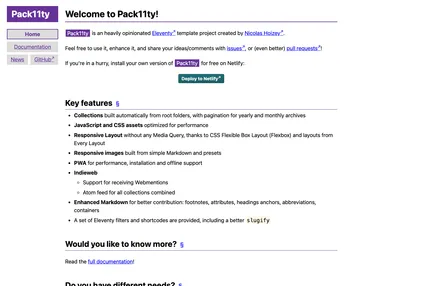 Pack11ty
Home
Documentation
News
GitHub
Welcome to Pack11ty!
Pack11ty is an heavily opinionated Eleventy template project created by Nicolas Hoizey.
Feel free to use it, enhance it, and share your ideas/comments with issues, or (even better) pull requests!
If you're in a hurry, install your own version of Pack11ty for free on Netlify:
Deploy to Netlify
Key features §
• Collections built automatically from root folders, with pagination for yearly and monthly archives
• JavaScript and CSS assets optimized for performance
• Responsive Layout without any Media Query, thanks to CSS Flexible Box Layout (Flexbox) and layouts from
Every Layout
• Responsive images built from simple Markdown and presets
• PWA for performance, installation and offline support
• Indieweb
Support for receiving Webmentions
Atom feed for all collections combined
• Enhanced Markdown for better contribution: footnotes, attributes, headings anchors, abbreviations,
containers
• A set of Eleventy filters and shortcodes are provided, including a better slugify
Would you like to know more? §
Read the full documentation!
Do you have different needs? §